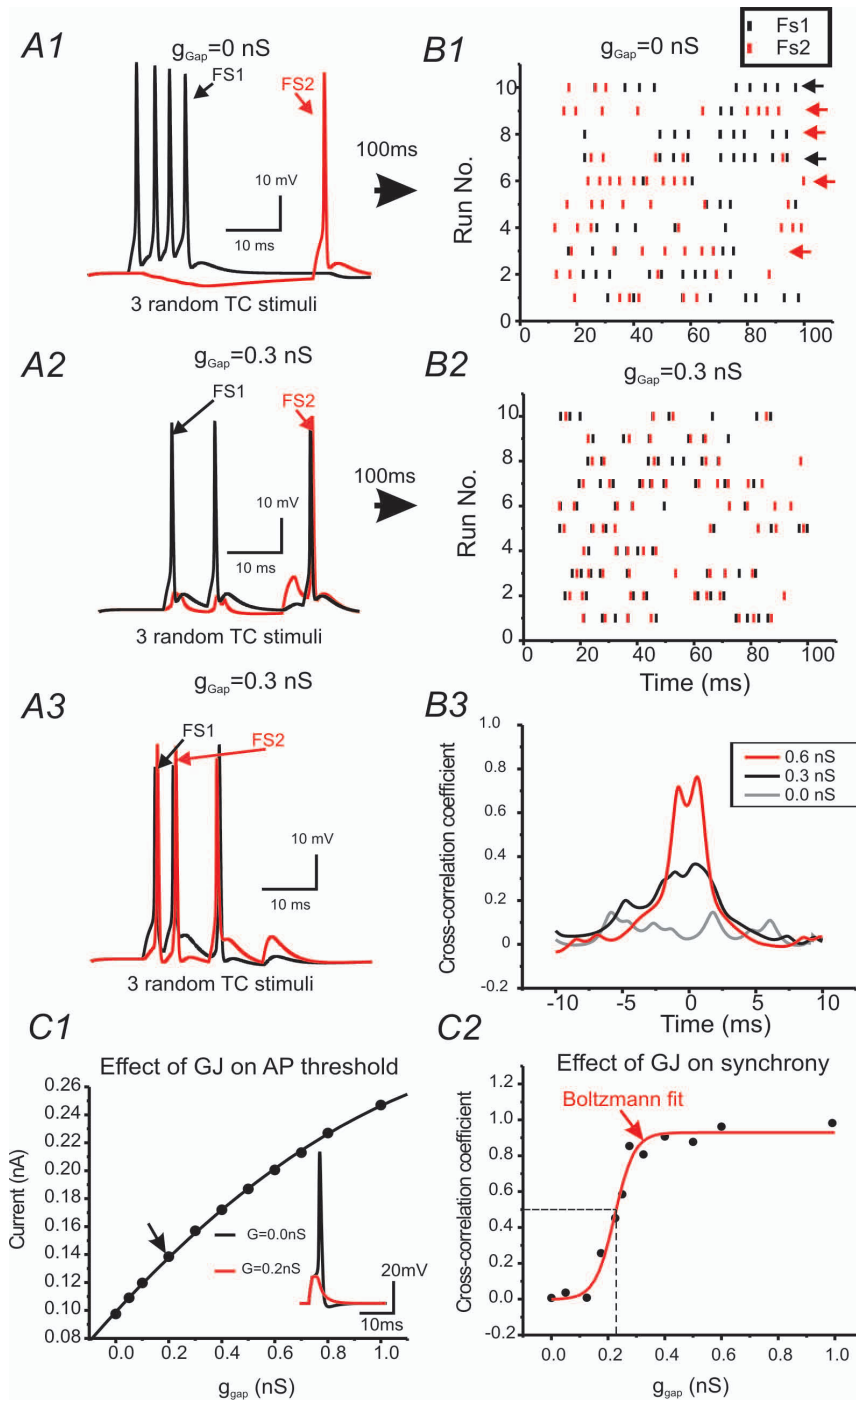 A1
gGap=0 nS
FS1
FS2
10 mV
10 ms
3 random TC stimuli
100ms
B1
gGap=0 nS
Fs1
Fs2
Run No.
10
8
6
4
2
0
0 20 40 60 80 100
A2
gGap=0.3 nS
FS1
FS2
10 mV
10 ms
3 random TC stimuli
100ms
B2
gGap=0.3 nS
Run No.
10
8
6
4
2
0
0 20 40 60 80 100
Time (ms)
A3
gGap=0.3 nS
FS1
FS2
10 mV
10 ms
3 random TC stimuli
B3
Cross-correlation coefficient
1.0
0.8
0.4
0
-0.2
0.6 nS
0.3 nS
0.0 nS
-10 -5 0 5 10
Time (ms)
C1
Effect of GJ on AP threshold
Current (nA)
0.26
0.24
0.22
0.20
0.18
0.16
0.14
0.12
0.10
0.08
G=0.0nS
G=0.2nS
20mV
10ms
0.0 0.2 0.4 0.6 0.8 1.0
ggap (nS)
C2
Effect of GJ on synchrony
Boltzmann fit
Cross-correlation coefficient
1.2
1.0
0.8
0.6
0.4
0.2
0.0
-0.2
0.0 0.2 0.4 0.6 0.8 1.0
ggap (nS)